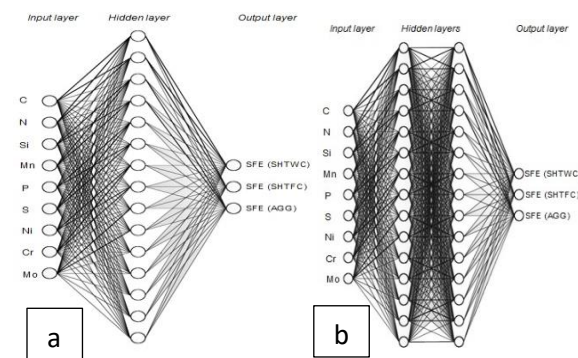 Input layer
Hidden layer
Output layer
C
N
Si
Mn
P
S
Ni
Cr
Mo
SFE (SHTWC)
SFE (SHTFC)
SFE (AGG)
a
Input layer
Hidden layers
Output layer
C
N
Si
Mn
P
S
Ni
Cr
Mo
SFE (SHTWC)
SFE (SHTFC)
SFE (AGG)
b